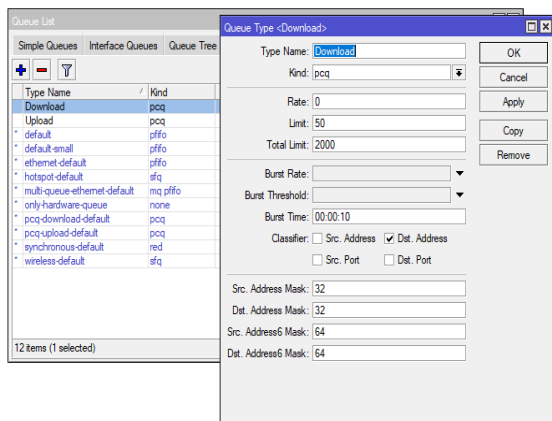 Queue List
Simple Queues Interface Queues Queue Tree
Type Name / Kind
Download pcq
Upload pcq
* default pfifo
* default-small pfifo
* ethernet-default pfifo
* hotspot-default sfq
* multi-queue-ethernet-default mq pfifo
* only-hardware-queue none
* pcq-download-default pcq
* pcq-upload-default pcq
* synchronous-default red
* wireless-default sfq
12 items (1 selected)
Queue Type <Download>
Type Name: Download OK
Kind: pcq Cancel
Rate: 0 Apply
Limit: 50
Copy
Total Limit: 2000
Remove
Burst Rate:
Burst Threshold:
Burst Time: 00:00:10
Classifier: Src. Address Dst. Address
Src. Port Dst. Port
Src. Address Mask: 32
Dst. Address Mask: 32
Src. Address6 Mask: 64
Dst. Address6 Mask: 64